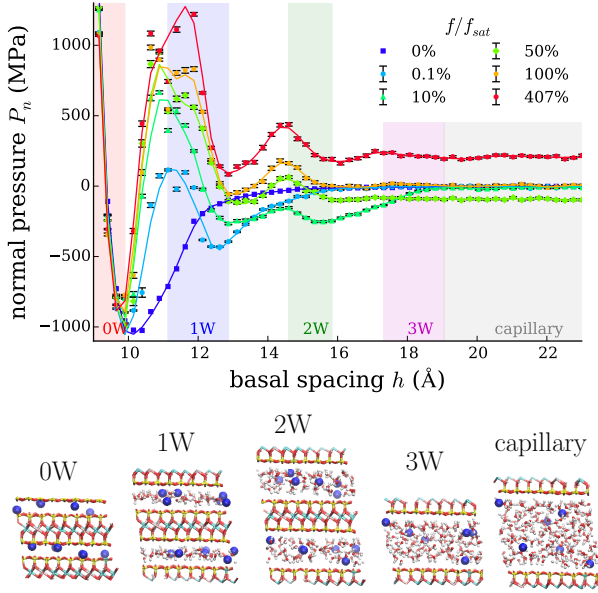 f/f_sat
0%
0.1%
10%
50%
100%
407%
normal pressure P_n (MPa)
1000
500
0
−500
−1000
0W
1W
2W
3W
capillary
10
12
14
16
18
20
22
basal spacing h (Å)
0W
1W
2W
3W
capillary